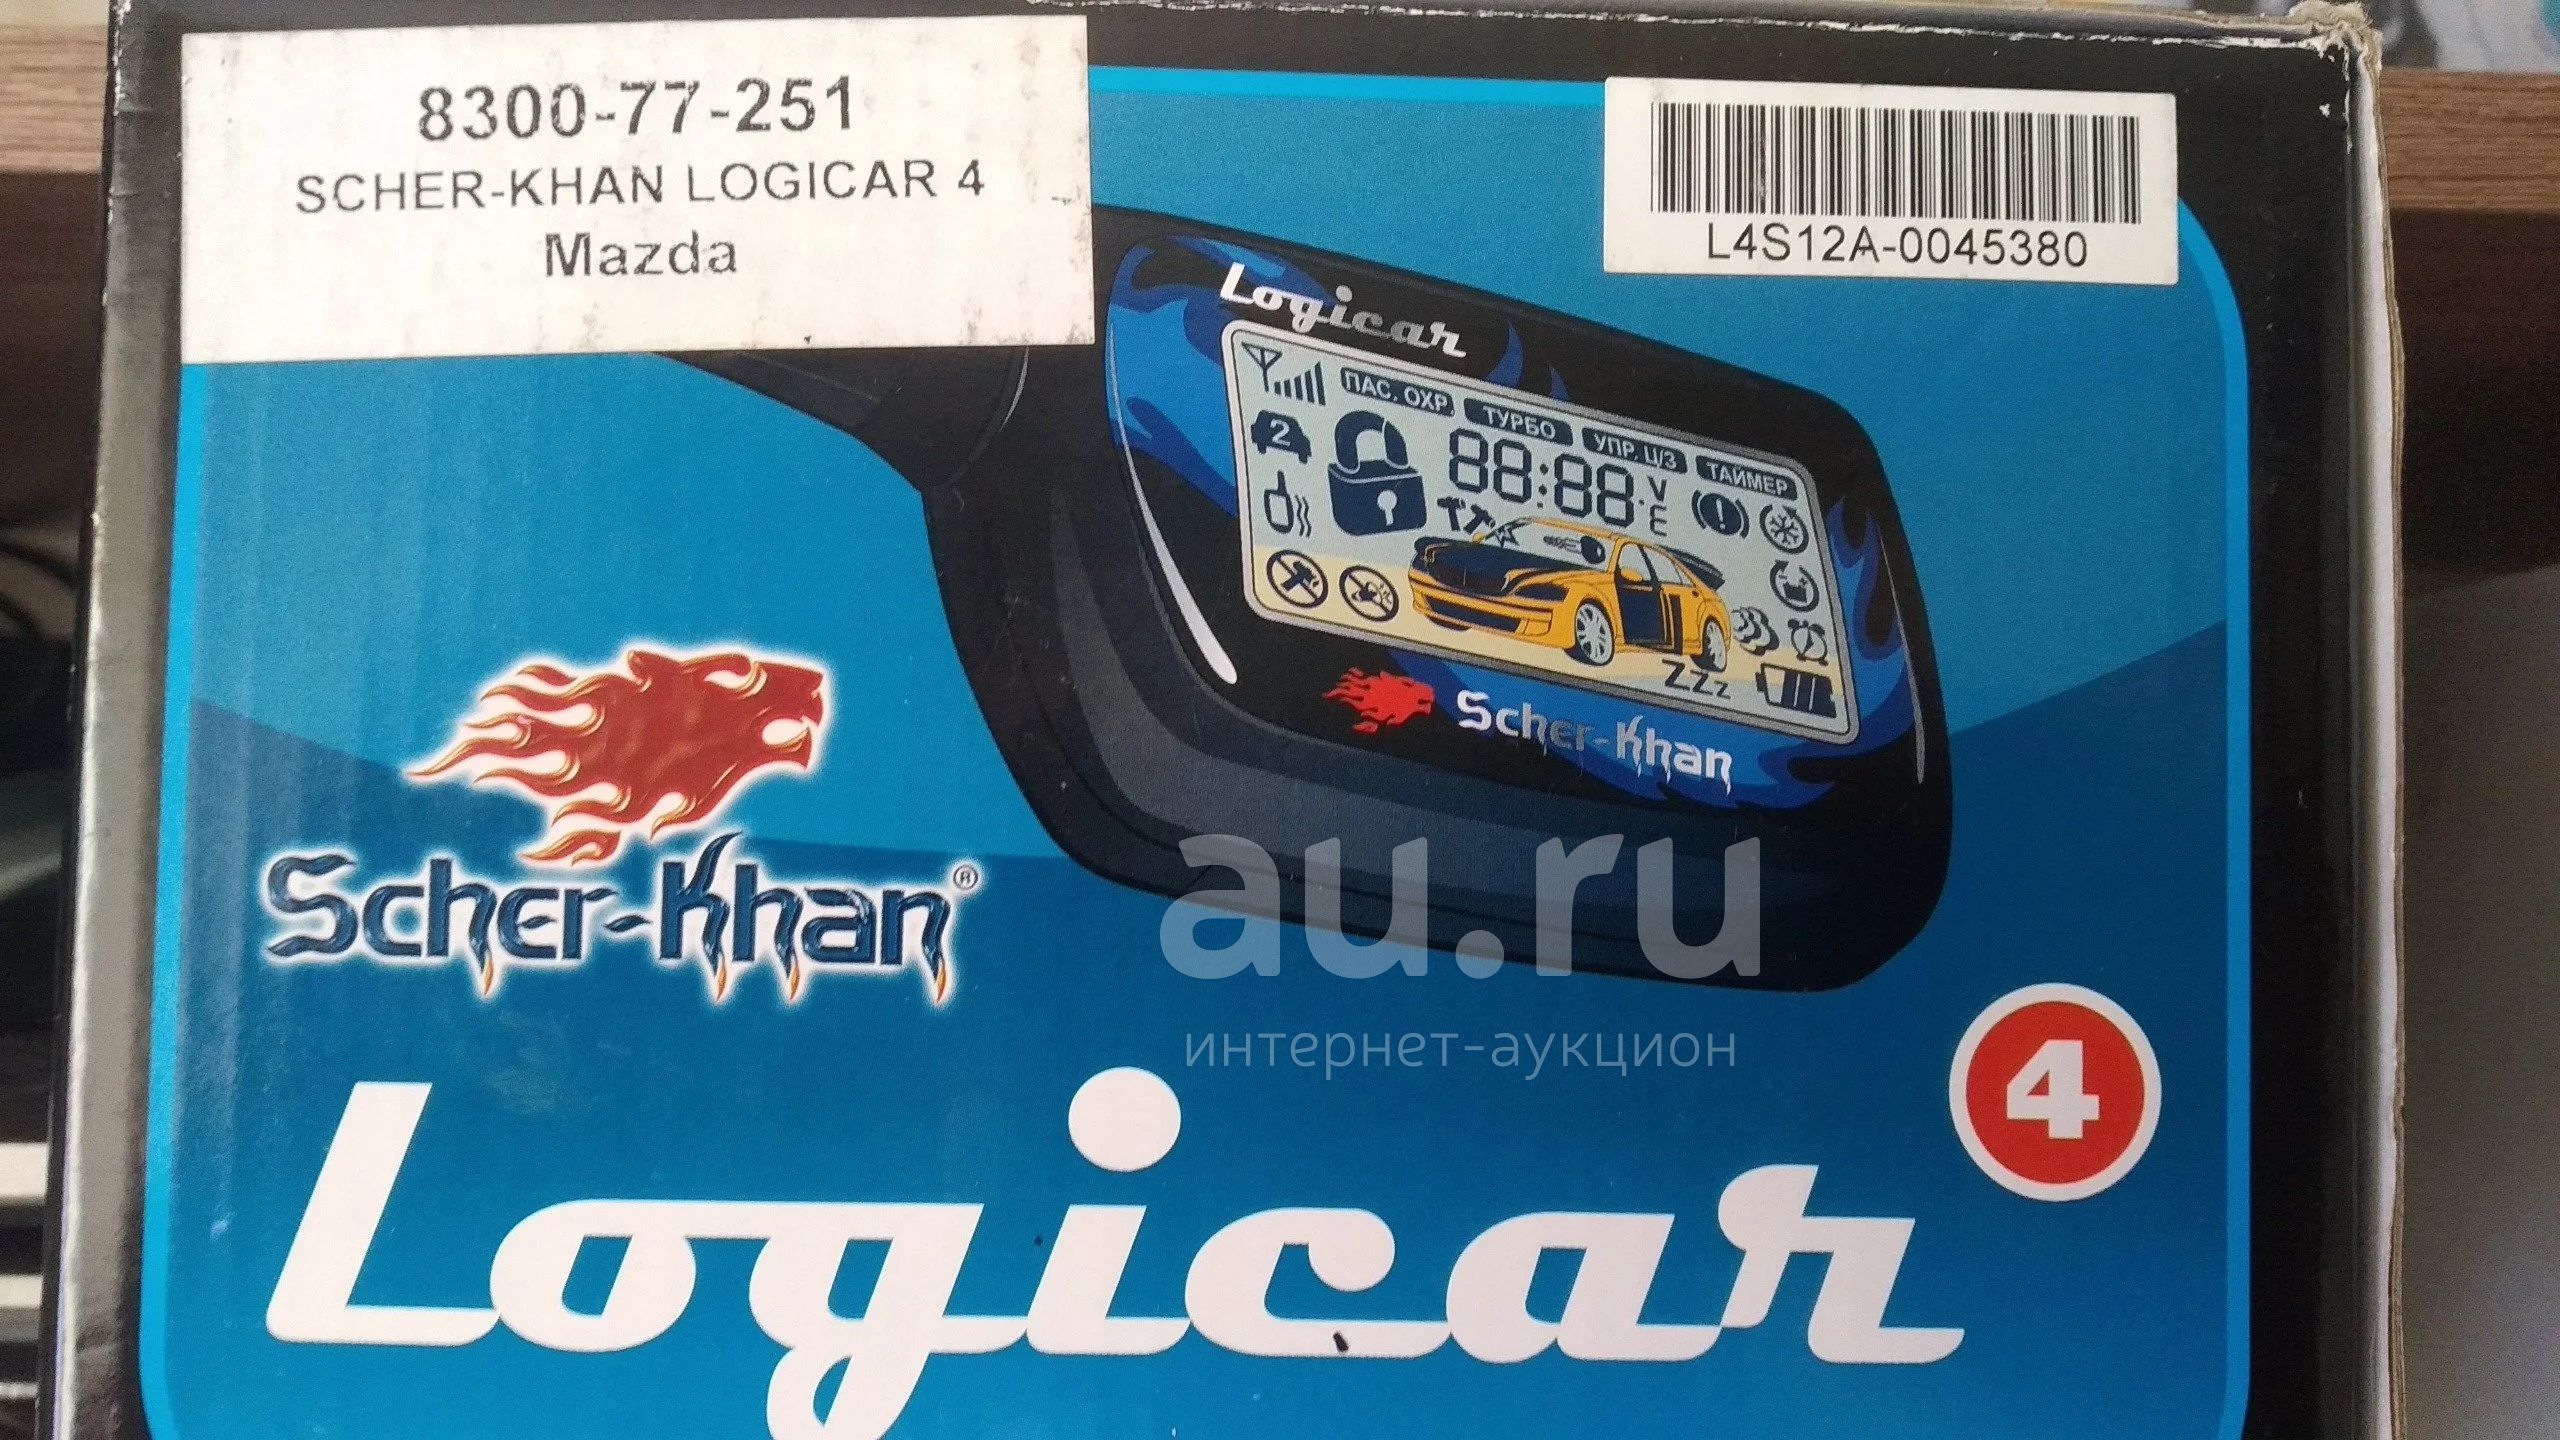 8300-77-251
SCHER-KHAN LOGICAR 4
Mazda
L4S12A-0045380
Logicar
ПАС. ОХР.
ТУРБО
УПР. Ц/З
ТАЙМЕР
2
88:88
V
E
zzz
Scher-Khan
Scher-Khan®
au.ru
интернет-аукцион
4
Logicar